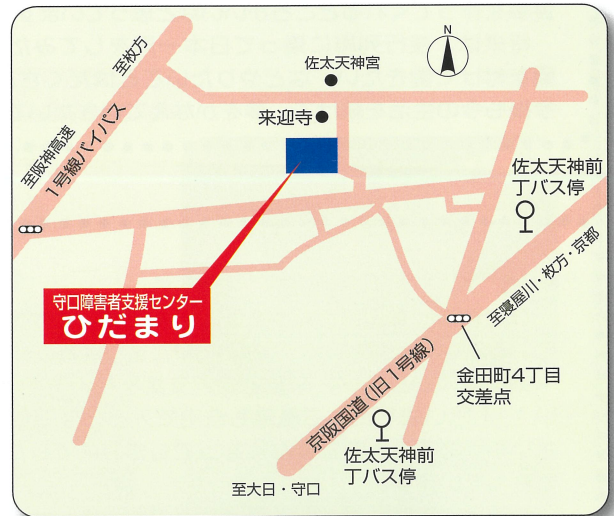 N
佐太天神宮
至枚方
来迎寺
至阪神高速
1号線バイパス
佐太天神前
丁バス停
守口障害者支援センター
ひだまり
至寝屋川・枚方・京都
金田町4丁目
交差点
京阪国道(旧1号線)
佐太天神前
丁バス停
至大日・守口